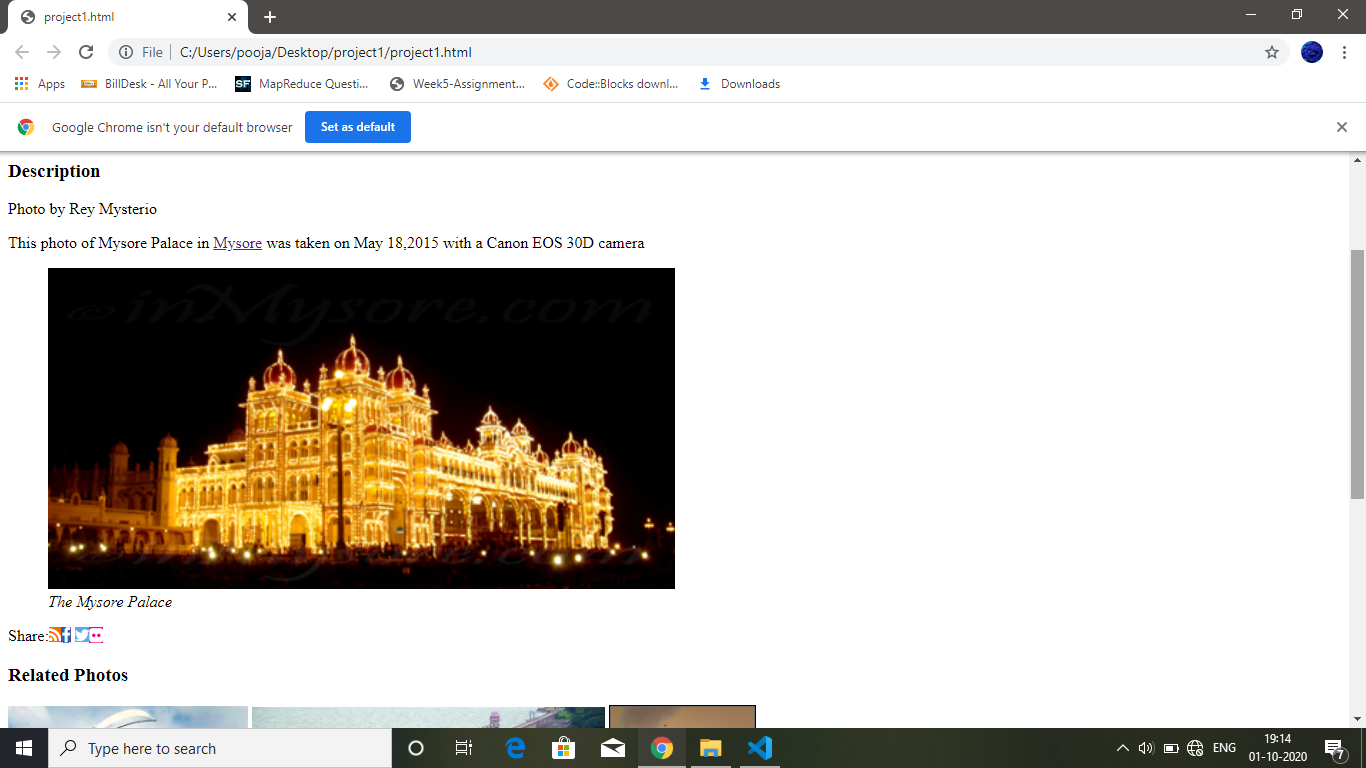 project1.html
File
C:/Users/pooja/Desktop/project1/project1.html
Apps
BillDesk - All Your P...
SF
MapReduce Questi...
Week5-Assignment...
Code::Blocks downl...
Downloads
Google Chrome isn't your default browser
Set as default
Description
Photo by Rey Mysterio
This photo of Mysore Palace in Mysore was taken on May 18,2015 with a Canon EOS 30D camera
©inMysore.com
The Mysore Palace
Share:
Related Photos
Type here to search
ENG
19:14
01-10-2020
7